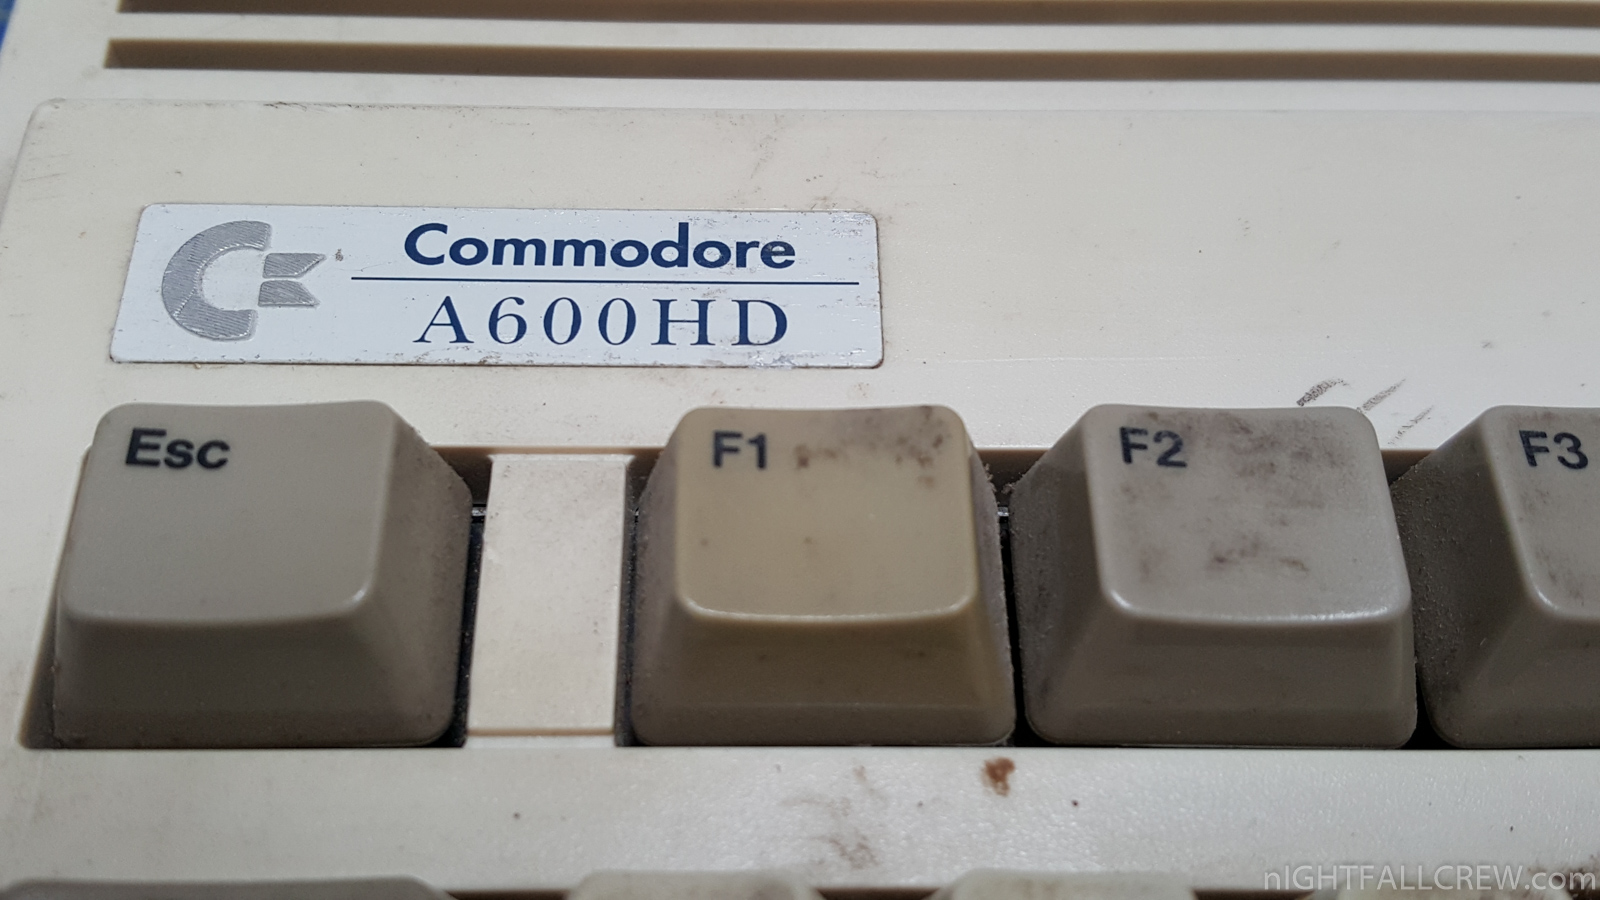 Commodore
A600HD
Esc F1 F2 F3
nIGHTFALLCREW.com